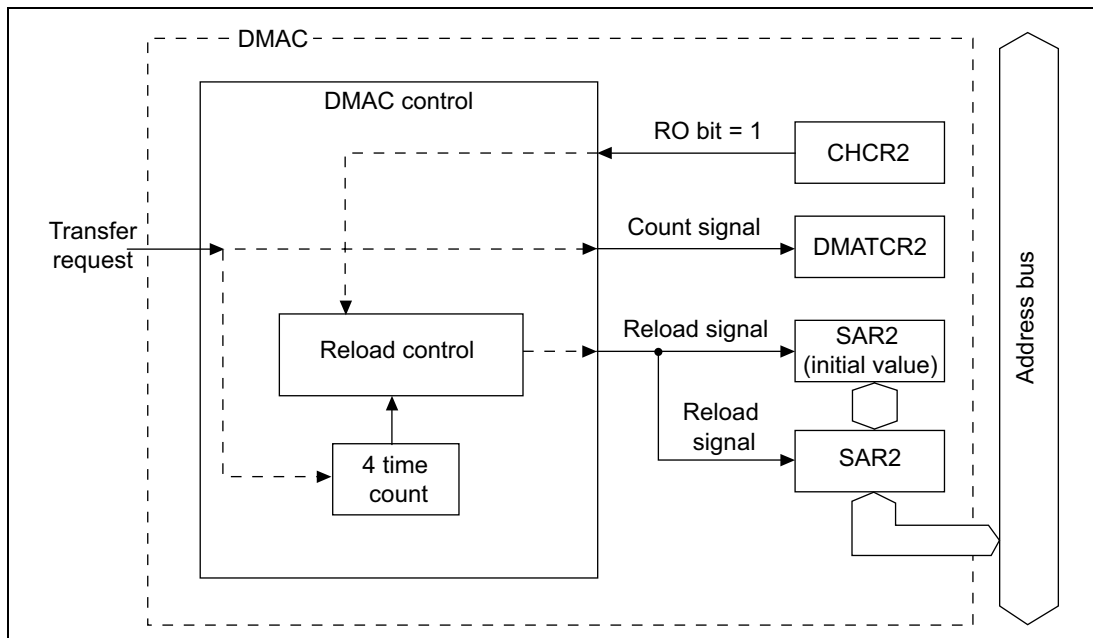 DMAC
DMAC control
RO bit = 1
CHCR2
Transfer
request
Count signal
DMATCR2
Reload control
Reload signal
SAR2
(initial value)
Reload
signal
SAR2
4 time
count
Address bus